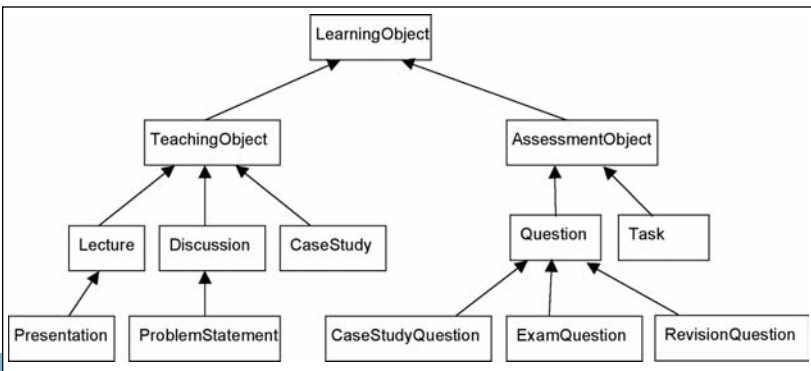 LearningObject
TeachingObject
AssessmentObject
Lecture
Discussion
CaseStudy
Question
Task
Presentation
ProblemStatement
CaseStudyQuestion
ExamQuestion
RevisionQuestion